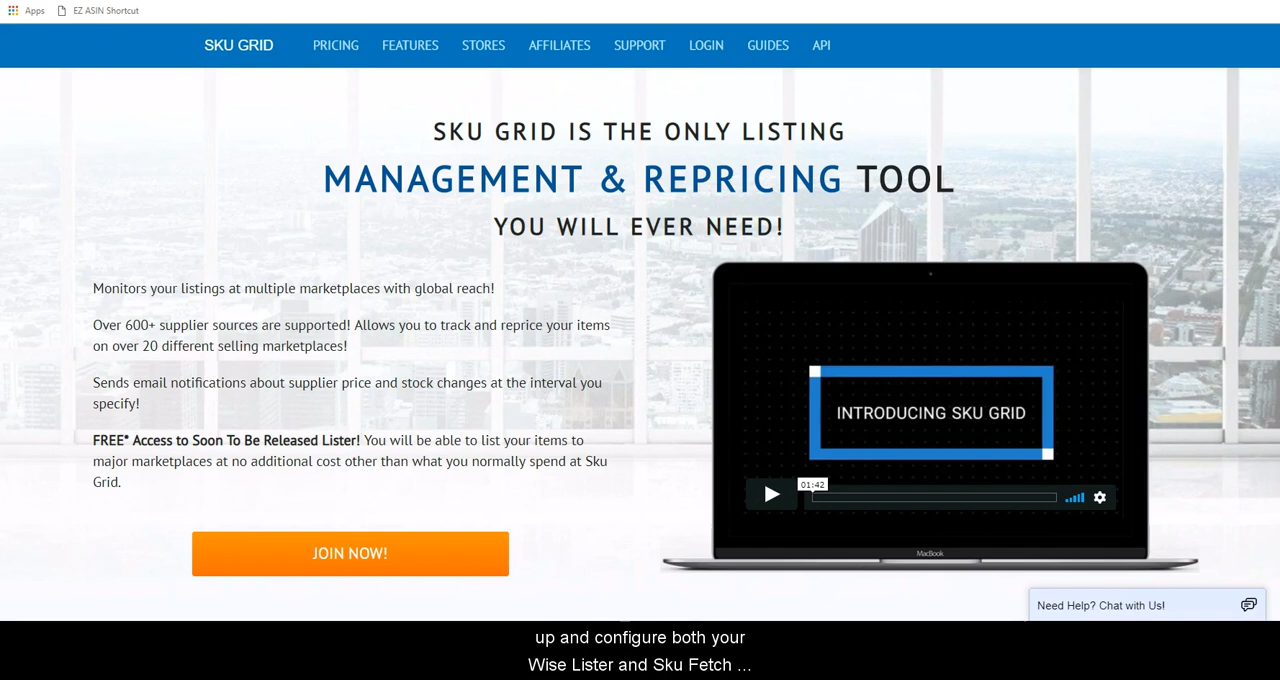 Apps EZ ASIN Shortcut
SKU GRID PRICING FEATURES STORES AFFILIATES SUPPORT LOGIN GUIDES API
SKU GRID IS THE ONLY LISTING
MANAGEMENT & REPRICING TOOL
YOU WILL EVER NEED!
Monitors your listings at multiple marketplaces with global reach!
Over 600+ supplier sources are supported! Allows you to track and reprice your items
on over 20 different selling marketplaces!
Sends email notifications about supplier price and stock changes at the interval you
specify!
FREE* Access to Soon To Be Released Lister! You will be able to list your items to
major marketplaces at no additional cost other than what you normally spend at Sku
Grid.
JOIN NOW!
INTRODUCING SKU GRID
01:42
MacBook
Need Help? Chat with Us!
up and configure both your
Wise Lister and Sku Fetch ...